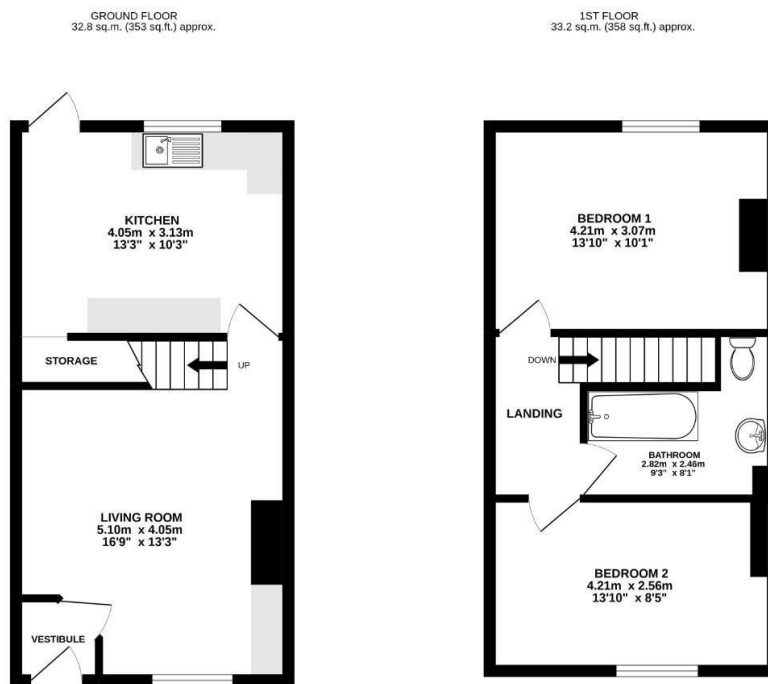 GROUND FLOOR
32.8 sq.m. (353 sq.ft.) approx.
KITCHEN
4.05m x 3.13m
13'3" x 10'3"
STORAGE
UP
LIVING ROOM
5.10m x 4.05m
16'9" x 13'3"
VESTIBULE
1ST FLOOR
33.2 sq.m. (358 sq.ft.) approx.
BEDROOM 1
4.21m x 3.07m
13'10" x 10'1"
DOWN
LANDING
BATHROOM
2.82m x 2.46m
9'3" x 8'1"
BEDROOM 2
4.21m x 2.56m
13'10" x 8'5"